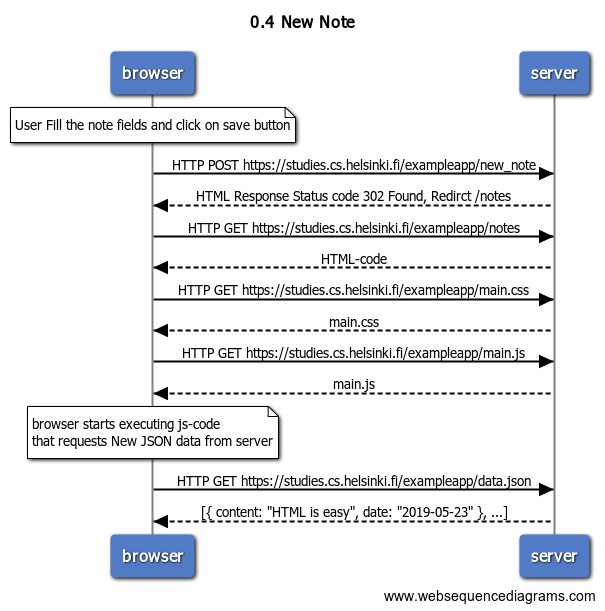 0.4 New Note
browser server
User Fill the note fields and click on save button
HTTP POST https://studies.cs.helsinki.fi/exampleapp/new_note
HTML Response Status code 302 Found, Redirct /notes
HTTP GET https://studies.cs.helsinki.fi/exampleapp/notes
HTML-code
HTTP GET https://studies.cs.helsinki.fi/exampleapp/main.css
main.css
HTTP GET https://studies.cs.helsinki.fi/exampleapp/main.js
main.js
browser starts executing js-code
that requests New JSON data from server
HTTP GET https://studies.cs.helsinki.fi/exampleapp/data.json
[{ content: "HTML is easy", date: "2019-05-23" }, ...]
browser server
www.websequencediagrams.com